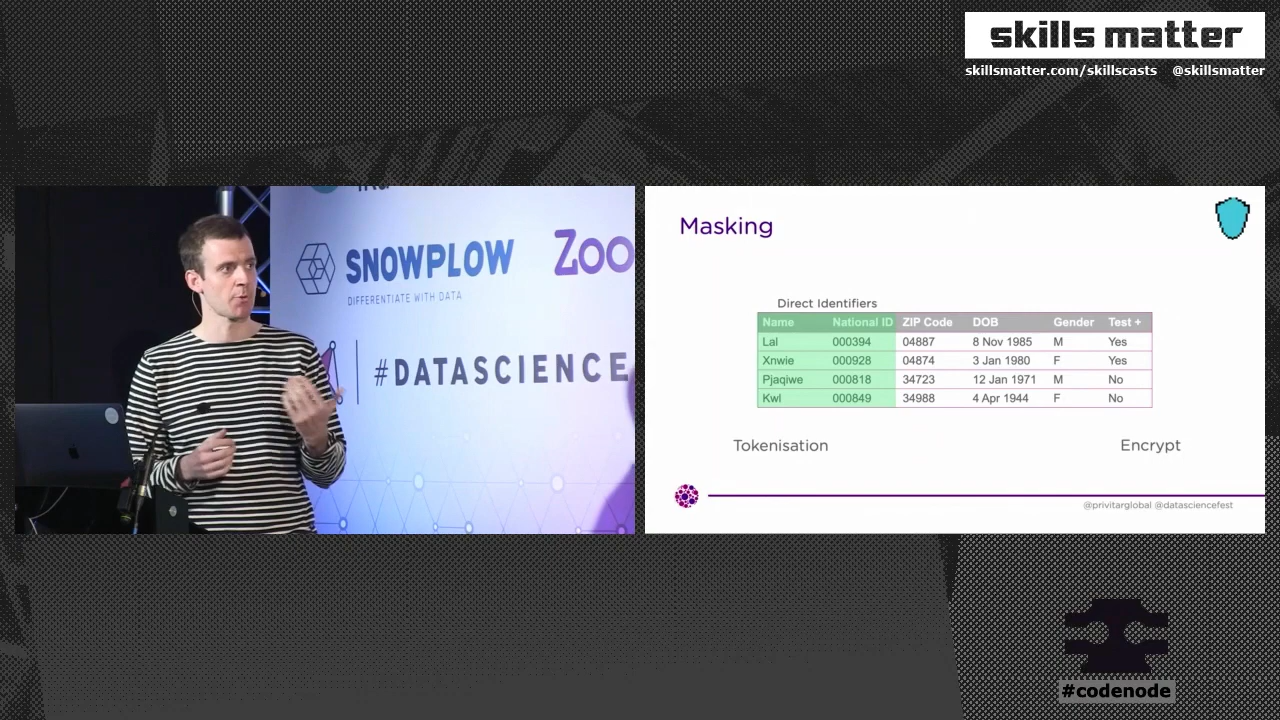 skills matter
skillsmatter.com/skillscasts @skillsmatter
SNOWPLOW
DIFFERENTIATE WITH DATA
Zoo
#DATASCIENCE
Masking
Direct Identifiers
Name National ID ZIP Code DOB Gender Test +
Lal 000394 04887 8 Nov 1985 M Yes
Xnwie 000928 04874 3 Jan 1980 F Yes
Pjaqiwe 000818 34723 12 Jan 1971 M No
Kwl 000849 34988 4 Apr 1944 F No
Tokenisation Encrypt
@privitarglobal @datasciencefest
#codenode